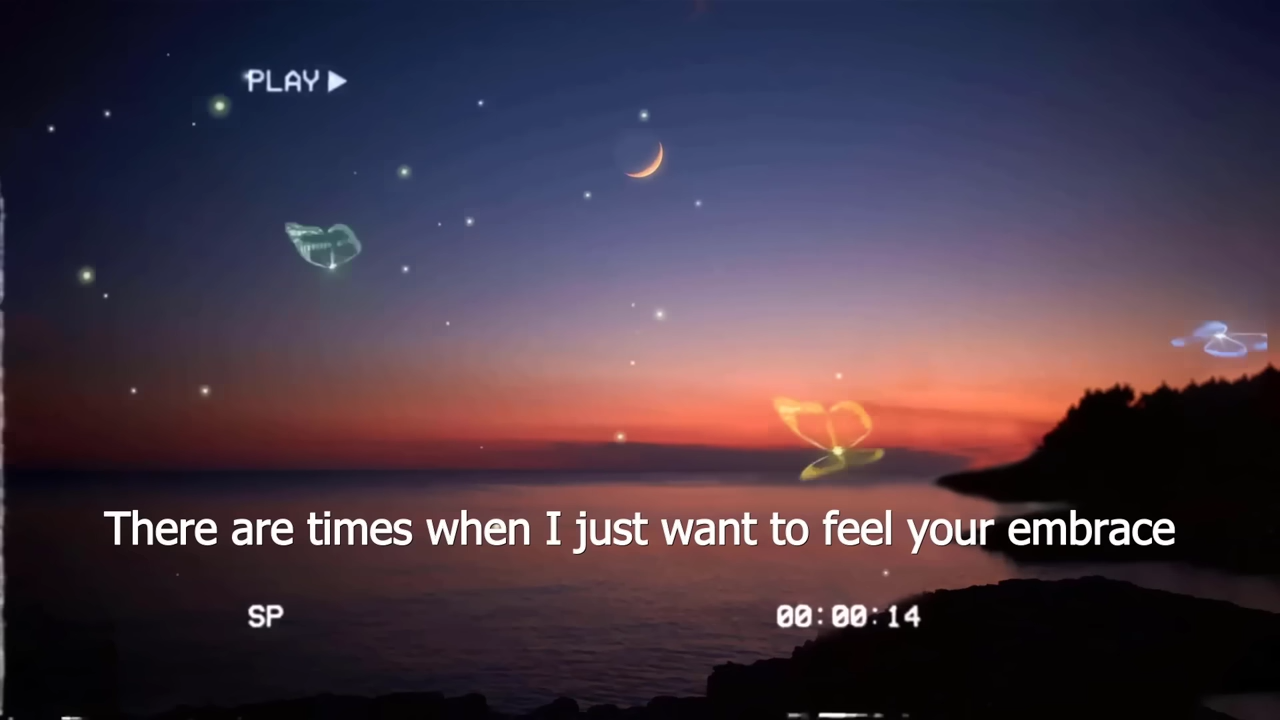 PLAY ▶
There are times when I just want to feel your embrace
SP
00:00:14